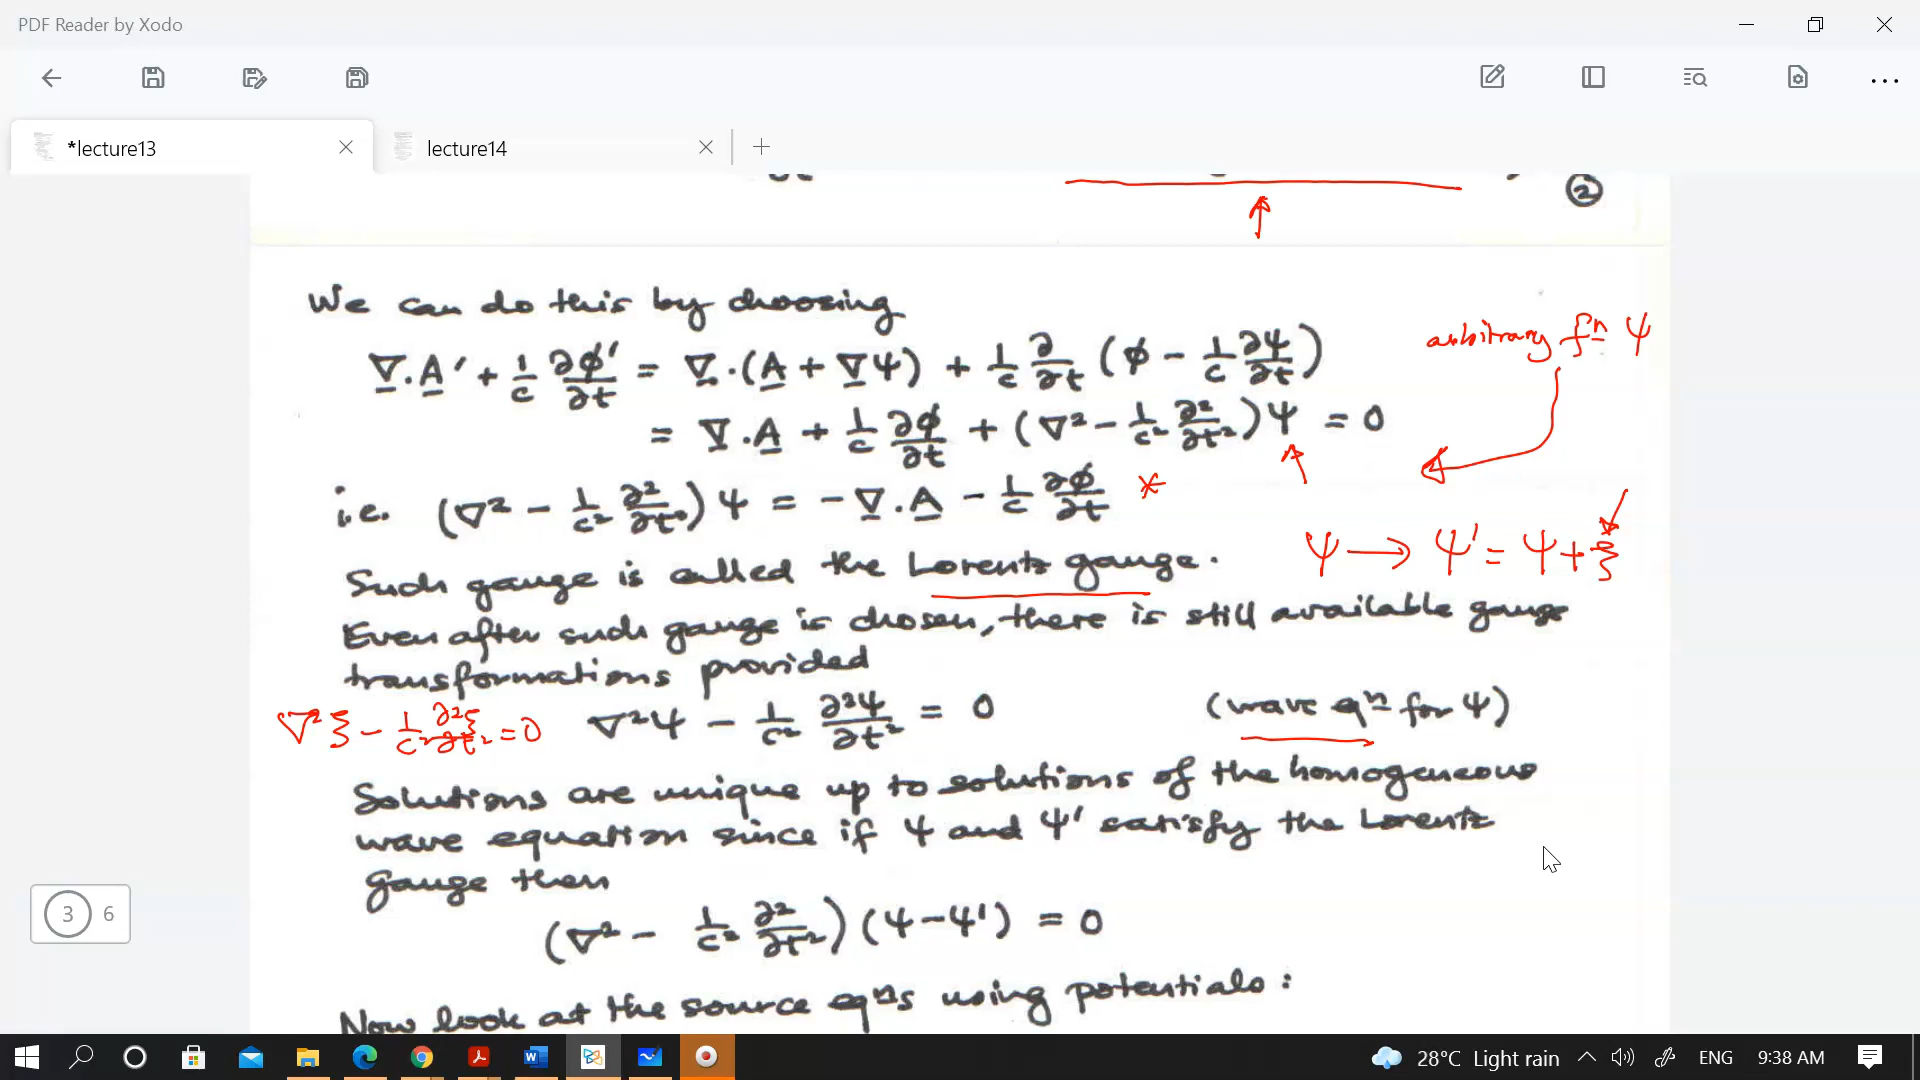 PDF Reader by Xodo
*lecture13
lecture14
②
We can do this by choosing
∇.A' + 1/c ∂φ'/∂t = ∇.(A + ∇Ψ) + 1/c ∂/∂t (φ - 1/c ∂Ψ/∂t)
arbitrary fⁿ Ψ
= ∇.A + 1/c ∂φ/∂t + (∇² - 1/c² ∂²/∂t²)Ψ = 0
i.e. (∇² - 1/c² ∂²/∂t²) Ψ = -∇.A - 1/c ∂φ/∂t *
Ψ → Ψ' = Ψ + ξ
Such gauge is called the Lorentz gauge.
Even after such gauge is chosen, there is still available gauge
transformations provided
∇²ξ - 1/c² ∂²ξ/∂t² = 0
∇²Ψ - 1/c² ∂²Ψ/∂t² = 0
(wave eqⁿ for Ψ)
Solutions are unique up to solutions of the homogeneous
wave equation since if Ψ and Ψ' satisfy the Lorentz
gauge then
(∇² - 1/c² ∂²/∂t²) (Ψ - Ψ') = 0
Now look at the source eqⁿs using potentials:
3 6
28°C Light rain
ENG
9:38 AM